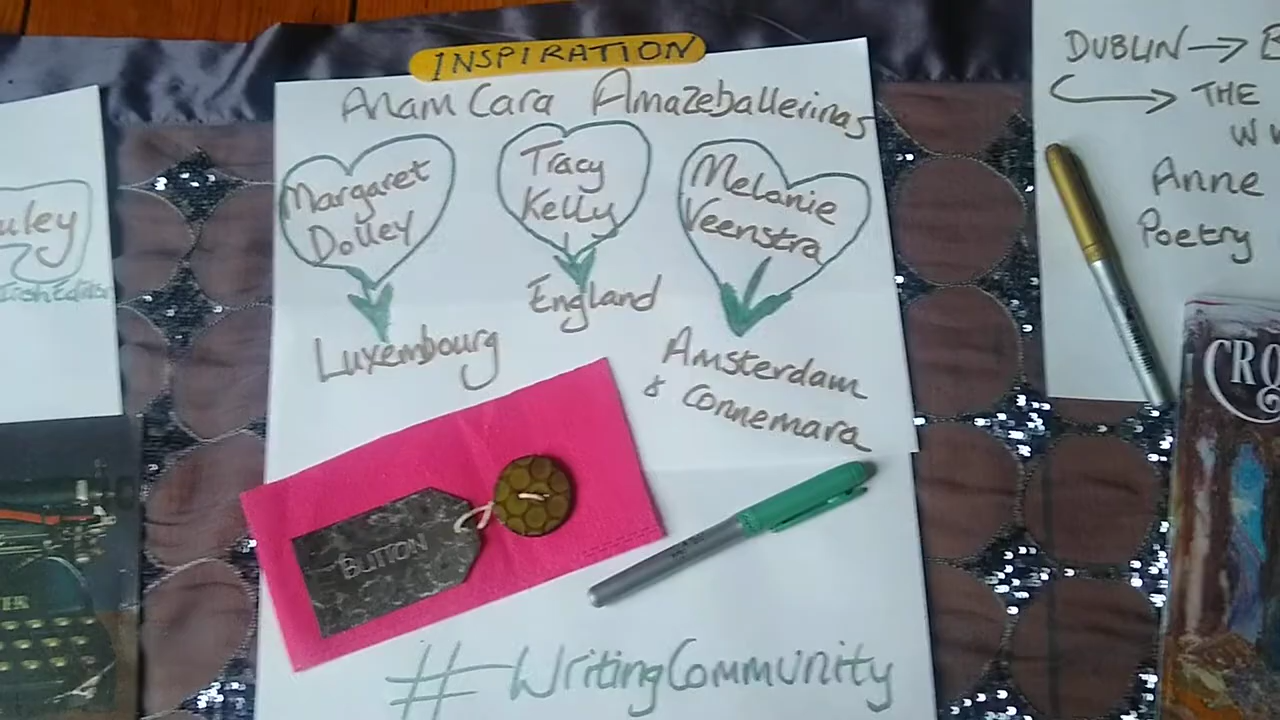 INSPIRATION
Anam Cara Amazeballerinas
Margaret
Dolley
Luxembourg
Tracy
Kelly
England
Melanie
Veenstra
Amsterdam
& Connemara
BUTTON
#WritingCommunity
DUBLIN →
→ THE
Anne
Poetry
uley
CRO